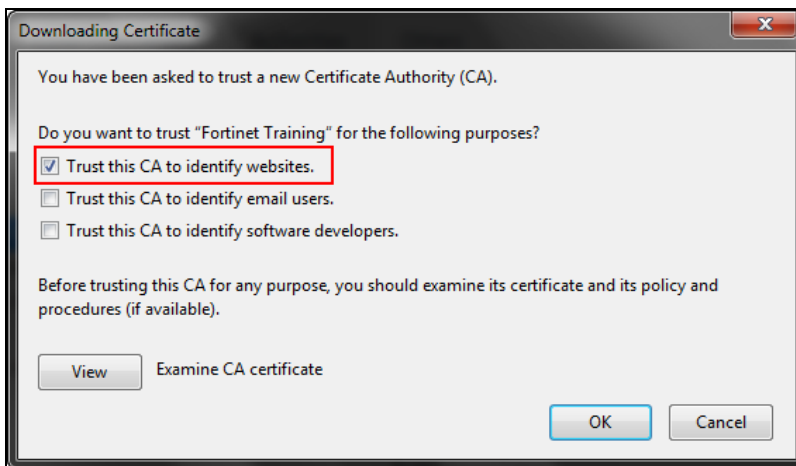 Downloading Certificate
You have been asked to trust a new Certificate Authority (CA).
Do you want to trust “Fortinet Training” for the following purposes?
Trust this CA to identify websites.
Trust this CA to identify email users.
Trust this CA to identify software developers.
Before trusting this CA for any purpose, you should examine its certificate and its policy and
procedures (if available).
View Examine CA certificate
OK Cancel